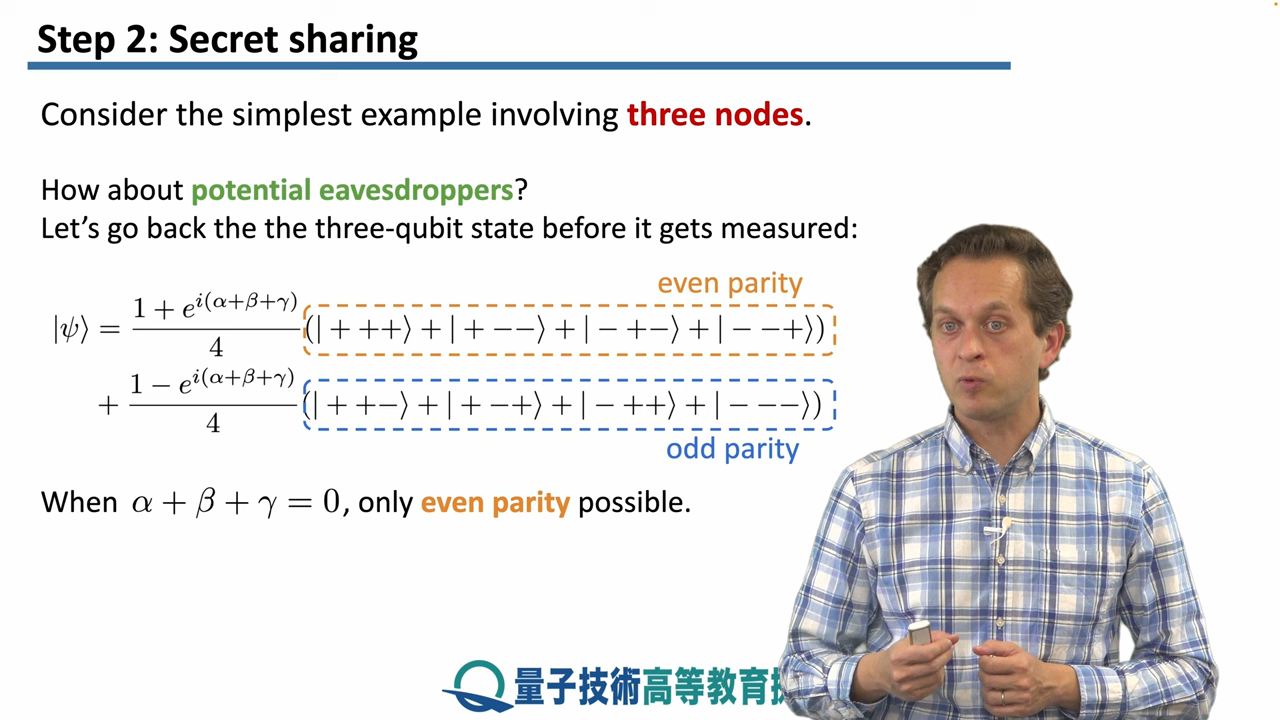 Step 2: Secret sharing
Consider the simplest example involving three nodes.
How about potential eavesdroppers?
Let's go back the the three-qubit state before it gets measured:
even parity
|ψ⟩ = \frac{1 + e^{i(α+β+γ)}}{4} (| + ++⟩ + | + −−⟩ + | − +−⟩ + | − −+⟩)
+ \frac{1 − e^{i(α+β+γ)}}{4} (| + +−⟩ + | + −+⟩ + | − ++⟩ + | − −−⟩)
odd parity
When α + β + γ = 0, only even parity possible.
量子技術高等教育